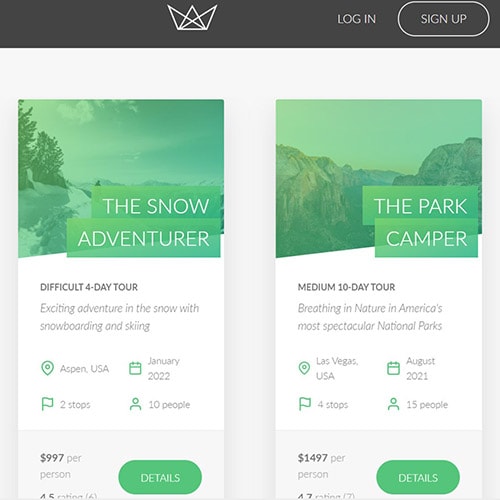 LOG IN
SIGN UP
THE SNOW
ADVENTURER
DIFFICULT 4-DAY TOUR
Exciting adventure in the snow with
snowboarding and skiing
Aspen, USA
January
2022
2 stops
10 people
$997 per
person
4.5 rating (6)
DETAILS
THE PARK
CAMPER
MEDIUM 10-DAY TOUR
Breathing in Nature in America's
most spectacular National Parks
Las Vegas,
USA
August
2021
4 stops
15 people
$1497 per
person
4.7 rating (7)
DETAILS